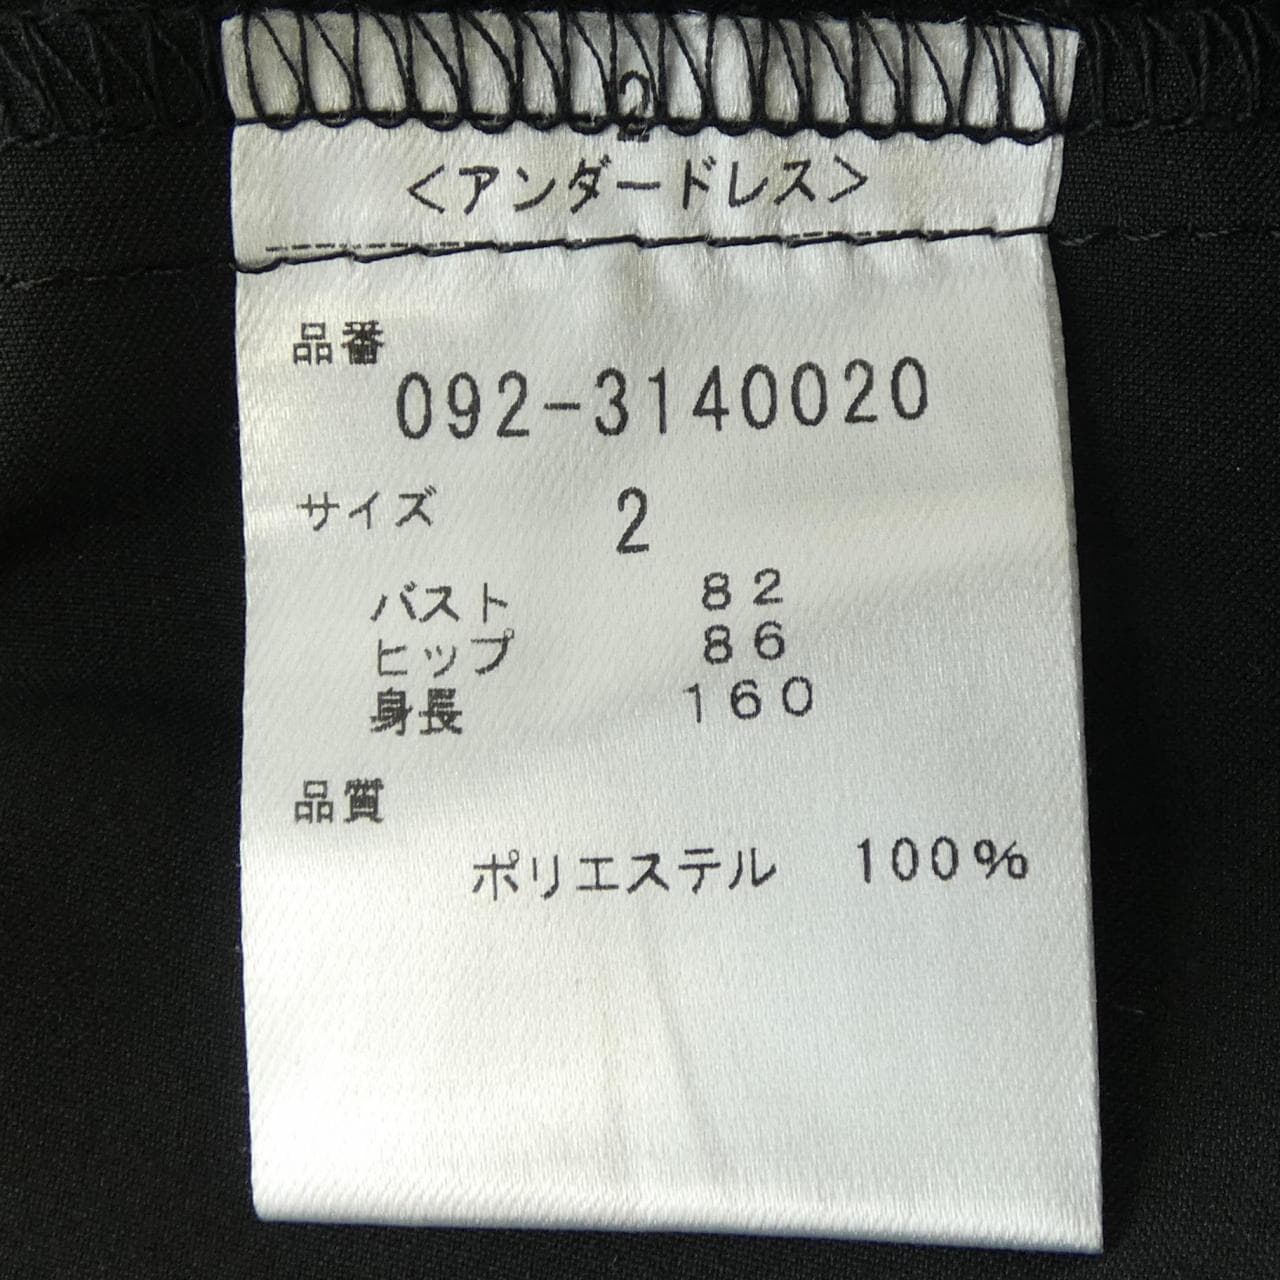 2
＜アンダードレス＞
品番
092-3140020
サイズ 2
バスト 82
ヒップ 86
身長 160
品質
ポリエステル 100%